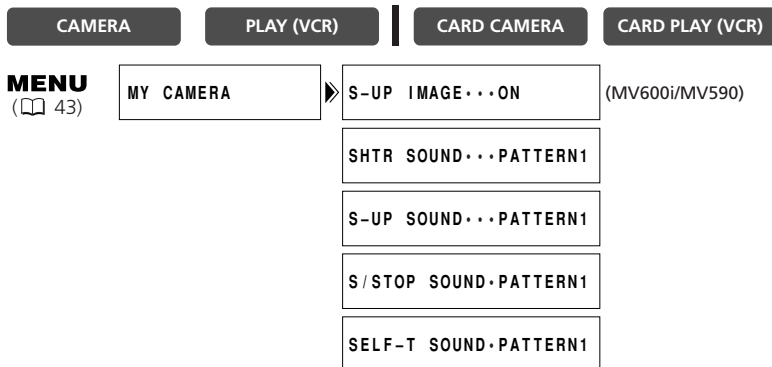 CAMERA PLAY (VCR) CARD CAMERA CARD PLAY (VCR)
MENU
( 43)
MY CAMERA
S–UP IMAGE···ON
(MV600i/MV590)
SHTR SOUND···PATTERN1
S–UP SOUND···PATTERN1
S/STOP SOUND·PATTERN1
SELF–T SOUND·PATTERN1